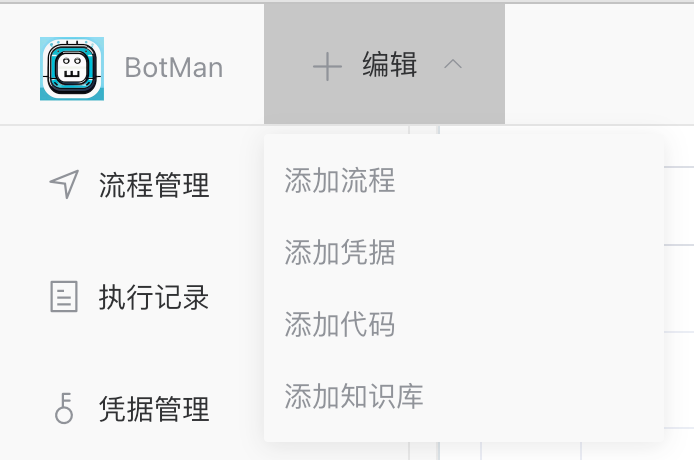 BotMan
编辑
流程管理
添加流程
添加凭据
执行记录
添加代码
添加知识库
凭据管理